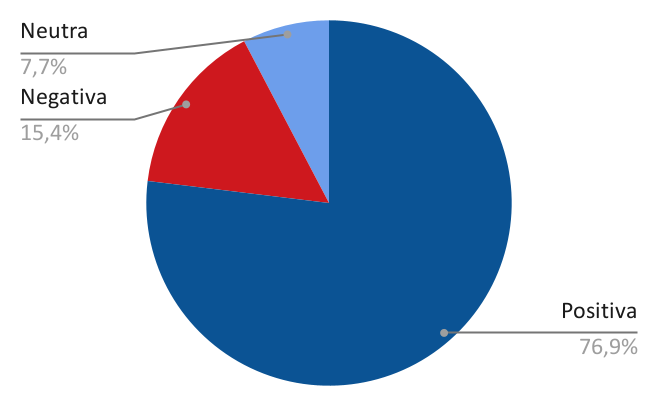 Neutra
7,7%
Negativa
15,4%
Positiva
76,9%